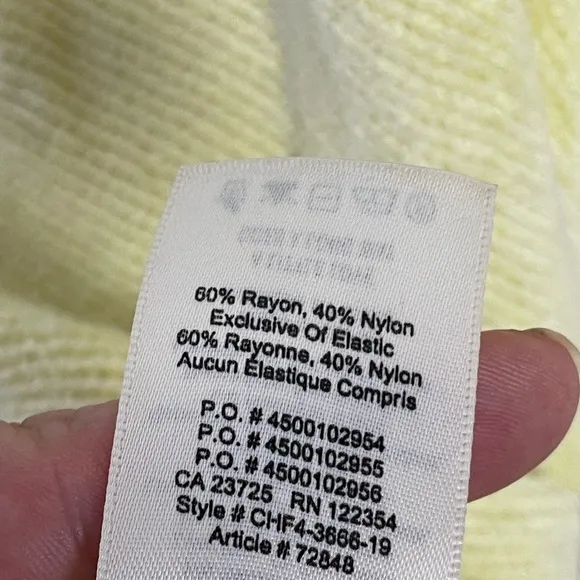 60% Rayon, 40% Nylon
Exclusive Of Elastic
60% Rayonne, 40% Nylon
Aucun Élastique Compris
P.O. # 4500102954
P.O. # 4500102955
P.O. # 4500102956
CA 23725 RN 122354
Style # CHF4-3666-19
Article # 72848